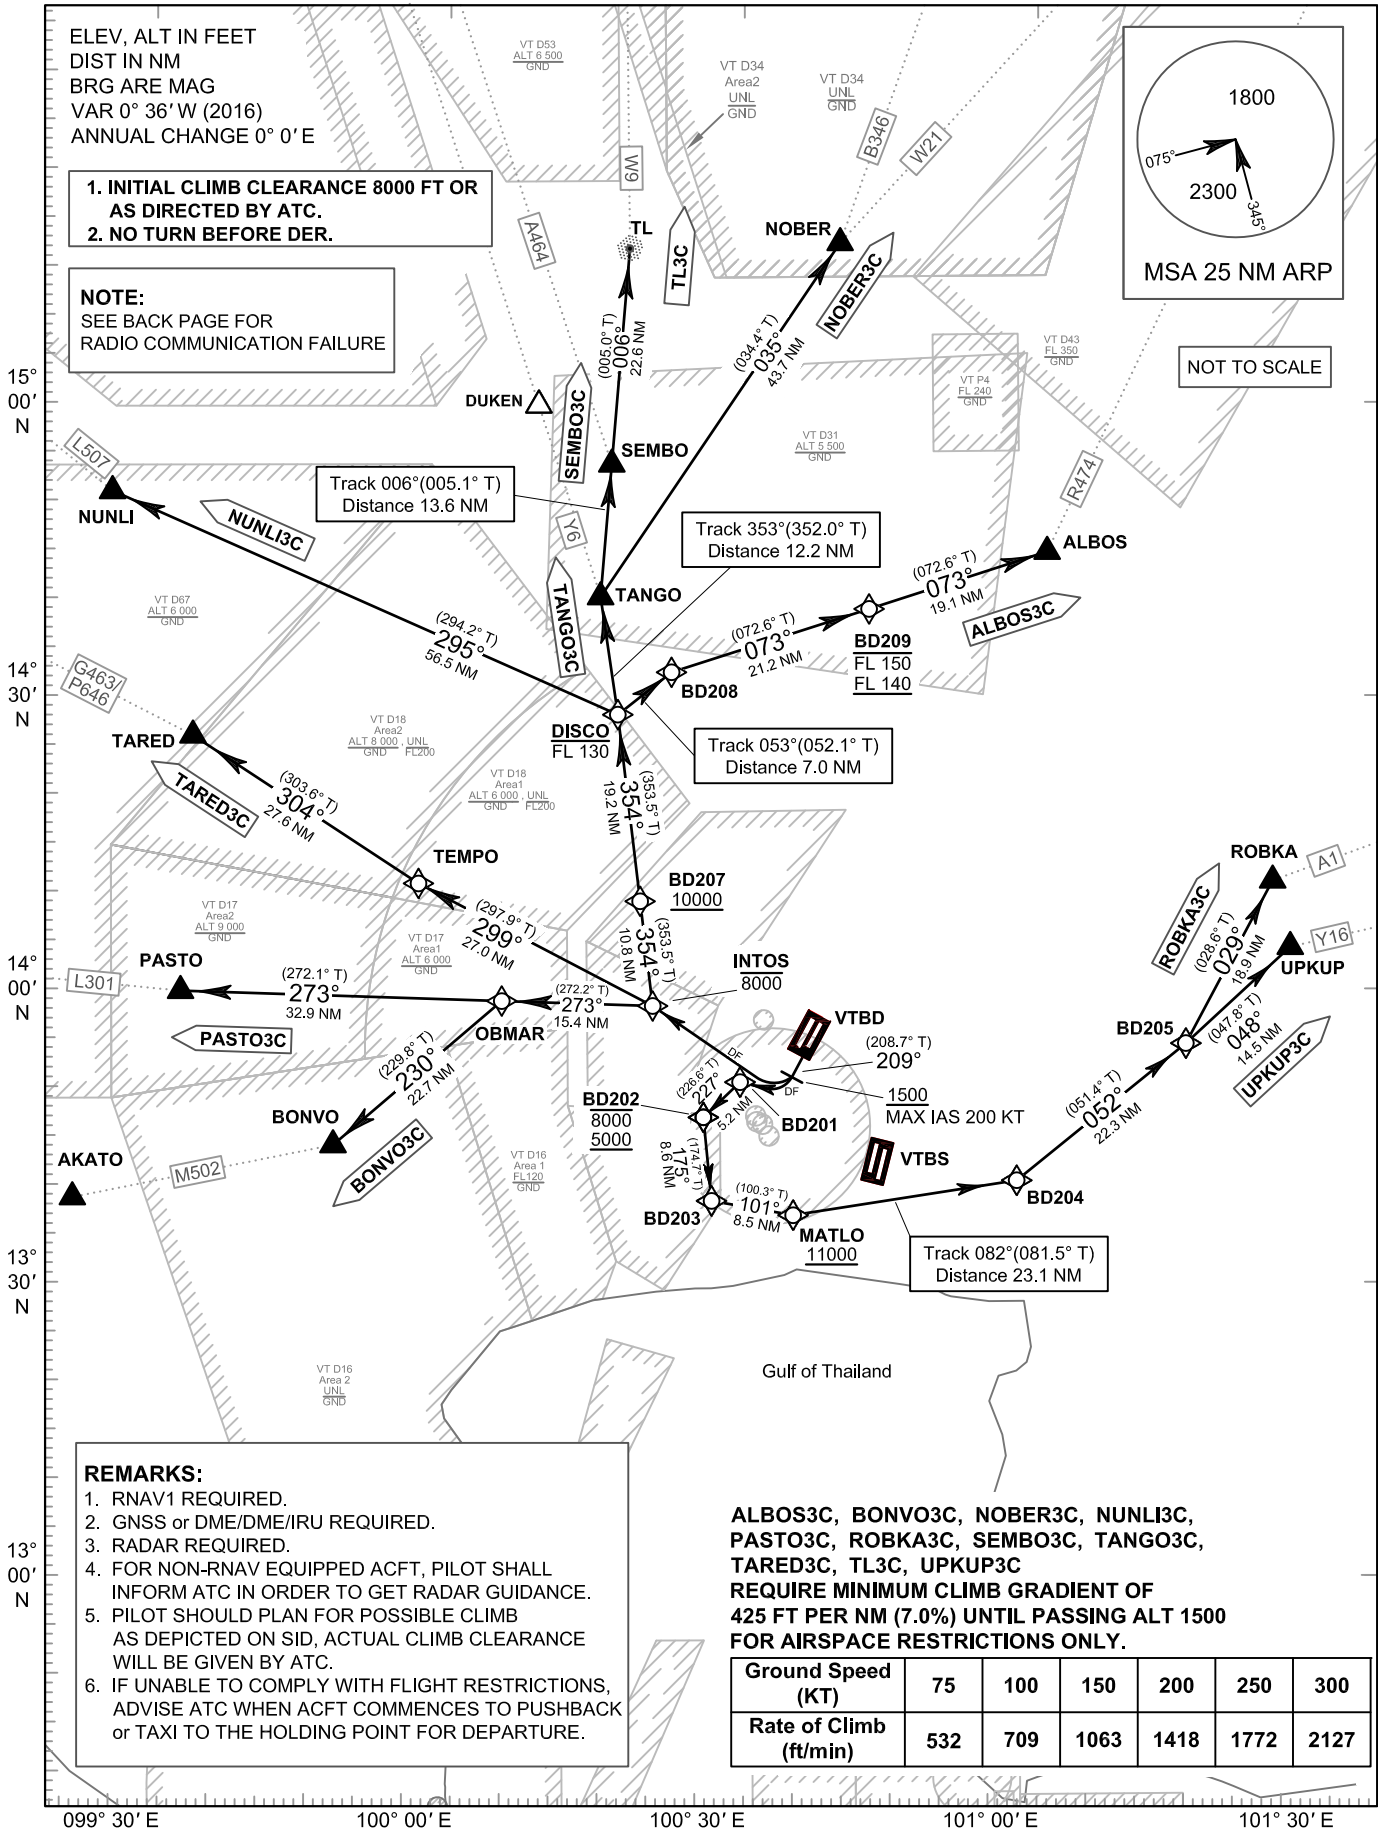 ELEV, ALT IN FEET
DIST IN NM
BRG ARE MAG
VAR 0° 36′ W (2016)
ANNUAL CHANGE 0° 0′ E
1. INITIAL CLIMB CLEARANCE 8000 FT OR
AS DIRECTED BY ATC.
2. NO TURN BEFORE DER.
NOTE:
SEE BACK PAGE FOR
RADIO COMMUNICATION FAILURE
VT D53
ALT 6 500
GND
VT D34
Area2
UNL
GND
VT D34
UNL
GND
B346
W21
W9
A464
1800
075°
2300
345°
MSA 25 NM ARP
NOT TO SCALE
TL
TL3C
NOBER
NOBER3C
(005.0° T)
006°
22.6 NM
(034.4° T)
035°
43.7 NM
VT D43
FL 350
GND
VT P4
FL 240
GND
VT D31
ALT 5 500
GND
15°
00′
N
DUKEN
SEMBO3C
SEMBO
L507
NUNLI
NUNLI3C
Track 006°(005.1° T)
Distance 13.6 NM
Y6
R474
Track 353°(352.0° T)
Distance 12.2 NM
ALBOS
(072.6° T)
073°
19.1 NM
ALBOS3C
TANGO
TANGO3C
VT D67
ALT 6 000
GND
(294.2° T)
295°
56.5 NM
(072.6° T)
073°
21.2 NM
BD209
FL 150
FL 140
BD208
14°
30′
N
G463/
P646
TARED
TARED3C
VT D18
Area2
ALT 8 000 , UNL
GND FL200
DISCO
FL 130
Track 053°(052.1° T)
Distance 7.0 NM
VT D18
Area1
ALT 6 000 , UNL
GND FL200
(303.6° T)
304°
27.6 NM
(353.5° T)
354°
19.2 NM
TEMPO
BD207
10000
ROBKA
A1
ROBKA3C
VT D17
Area2
ALT 9 000
GND
(297.9° T)
299°
27.0 NM
VT D17
Area1
ALT 6 000
GND
(353.5° T)
354°
10.8 NM
(028.6° T)
029°
18.9 NM
Y16
UPKUP
14°
00′
N
PASTO
L301
(272.1° T)
273°
32.9 NM
PASTO3C
(272.2° T)
273°
15.4 NM
INTOS
8000
OBMAR
VTBD
BD205
(047.8° T)
048°
14.5 NM
UPKUP3C
DF
(208.7° T)
209°
DF
1500
MAX IAS 200 KT
(229.8° T)
230°
22.7 NM
(226.6° T)
227°
5.2 NM
BD202
8000
5000
BD201
(051.4° T)
052°
22.3 NM
BONVO
BONVO3C
AKATO
M502
VT D16
Area 1
FL120
GND
(174.7° T)
175°
8.6 NM
VTBS
BD204
BD203
(100.3° T)
101°
8.5 NM
MATLO
11000
Track 082°(081.5° T)
Distance 23.1 NM
13°
30′
N
VT D16
Area 2
UNL
GND
Gulf of Thailand
REMARKS:
1. RNAV1 REQUIRED.
2. GNSS or DME/DME/IRU REQUIRED.
3. RADAR REQUIRED.
4. FOR NON-RNAV EQUIPPED ACFT, PILOT SHALL
INFORM ATC IN ORDER TO GET RADAR GUIDANCE.
5. PILOT SHOULD PLAN FOR POSSIBLE CLIMB
AS DEPICTED ON SID, ACTUAL CLIMB CLEARANCE
WILL BE GIVEN BY ATC.
6. IF UNABLE TO COMPLY WITH FLIGHT RESTRICTIONS,
ADVISE ATC WHEN ACFT COMMENCES TO PUSHBACK
or TAXI TO THE HOLDING POINT FOR DEPARTURE.
13°
00′
N
ALBOS3C, BONVO3C, NOBER3C, NUNLI3C,
PASTO3C, ROBKA3C, SEMBO3C, TANGO3C,
TARED3C, TL3C, UPKUP3C
REQUIRE MINIMUM CLIMB GRADIENT OF
425 FT PER NM (7.0%) UNTIL PASSING ALT 1500
FOR AIRSPACE RESTRICTIONS ONLY.
Ground Speed (KT) 75 100 150 200 250 300
Rate of Climb (ft/min) 532 709 1063 1418 1772 2127
099° 30′ E 100° 00′ E 100° 30′ E 101° 00′ E 101° 30′ E